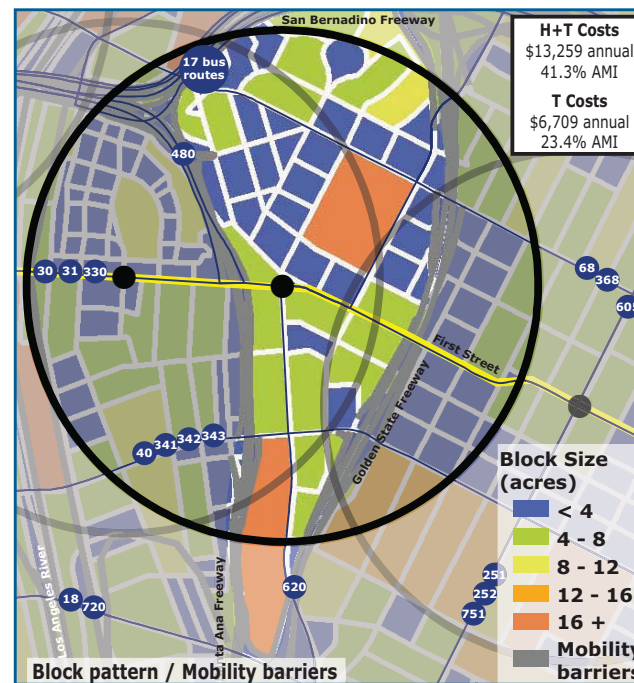 San Bernadino Freeway
H+T Costs
$13,259 annual
41.3% AMI
T Costs
$6,709 annual
23.4% AMI
17 bus
routes
480
30
31
330
68
368
605
First Street
Golden State Freeway
40
341
342
343
Los Angeles River
18
720
620
251
252
751
Block Size
(acres)
< 4
4 - 8
8 - 12
12 - 16
16 +
Mobility
barriers
nta Ana Freeway
Block pattern / Mobility barriers